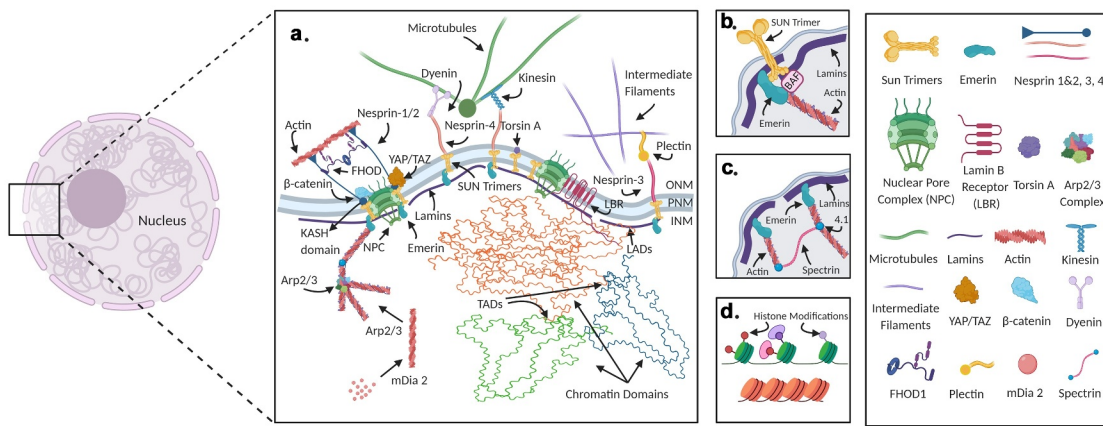 Nucleus
a.
Microtubules
Dyenin
Kinesin
Intermediate
Filaments
Actin
Nesprin-1/2
Nesprin-4
Torsin A
FHOD
YAP/TAZ
Plectin
β-catenin
SUN Trimers
Nesprin-3
ONM
PNM
INM
LBR
Lamins
KASH
domain
NPC
Emerin
LADs
Arp2/3
Arp2/3
TADs
mDia 2
Chromatin Domains
b.
SUN Trimer
BAF
Lamins
Actin
Emerin
c.
Emerin
Lamins
4.1
Actin
Spectrin
d.
Histone Modifications
Sun Trimers
Emerin
Nesprin 1&2, 3, 4
Nuclear Pore
Complex (NPC)
Lamin B
Receptor
(LBR)
Torsin A
Arp2/3
Complex
Microtubules
Lamins
Actin
Kinesin
Intermediate
Filaments
YAP/TAZ
β-catenin
Dyenin
FHOD1
Plectin
mDia 2
Spectrin